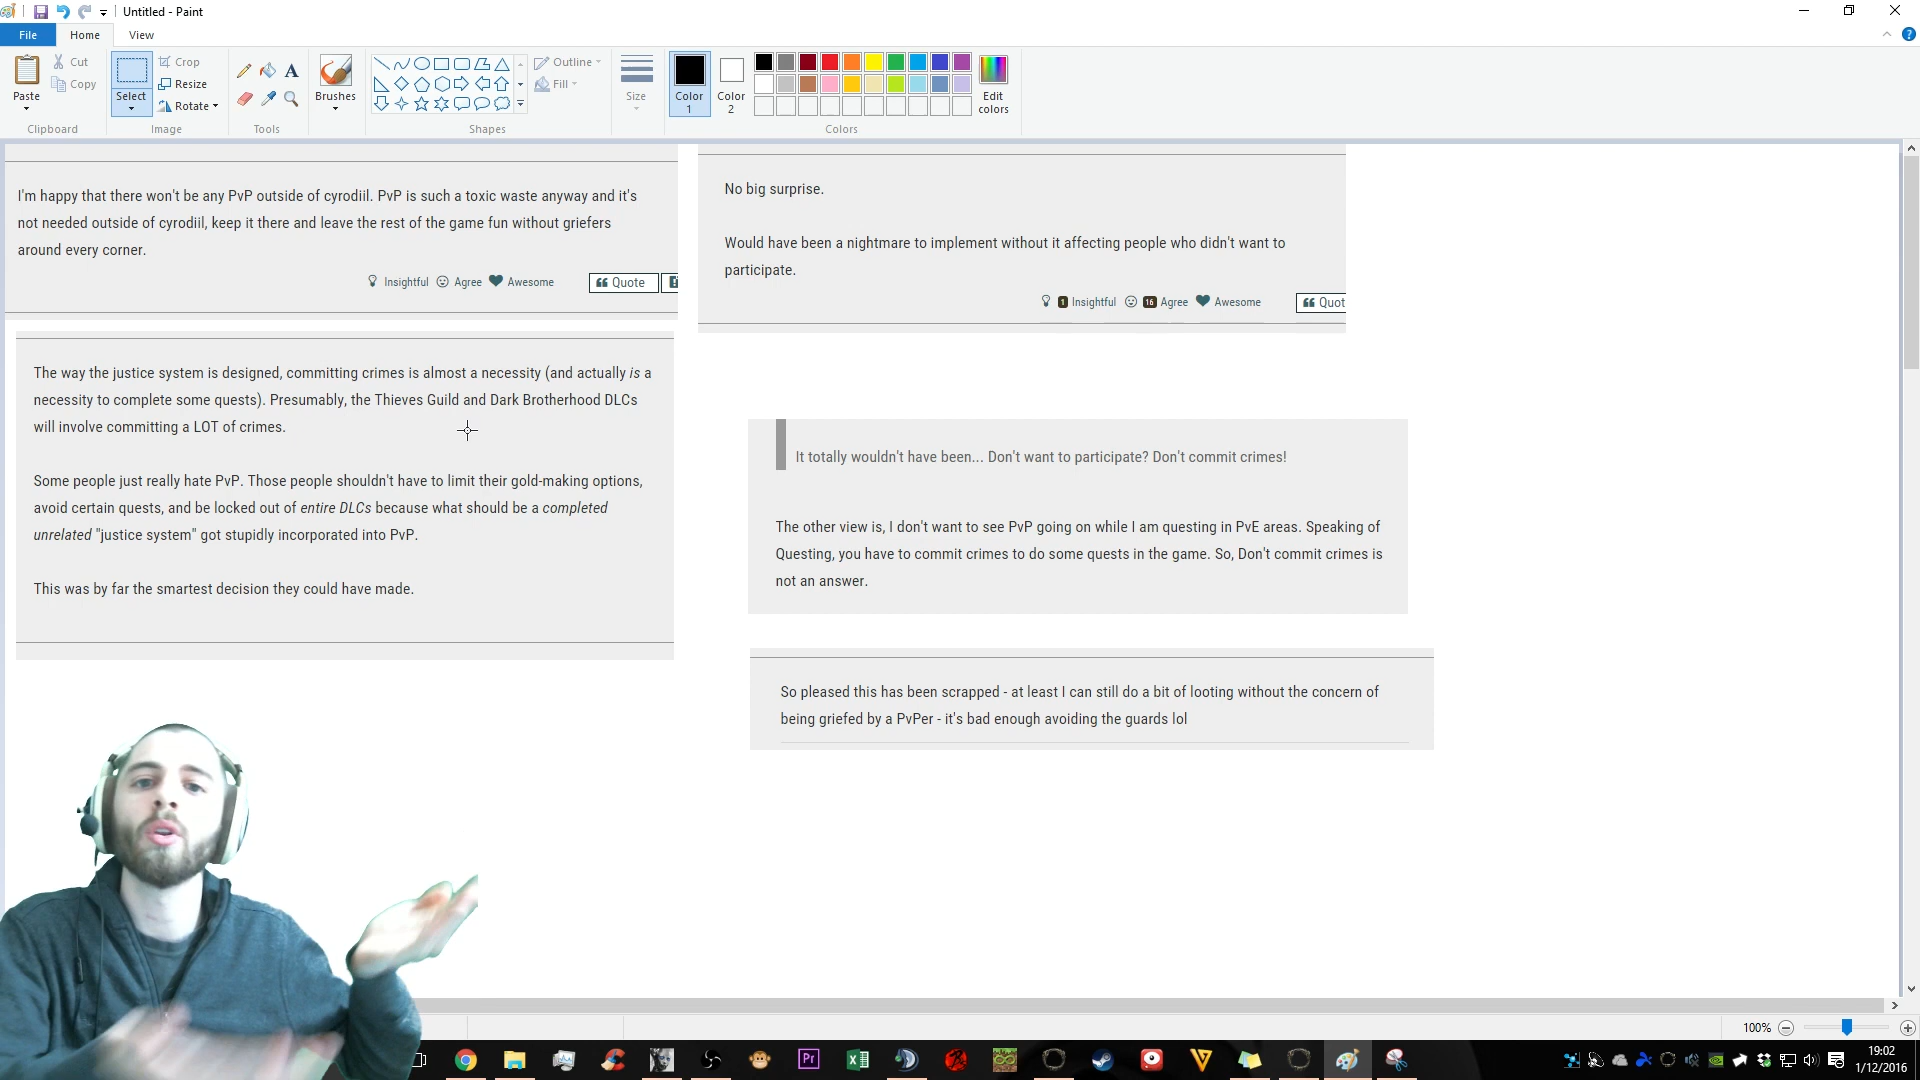 Untitled - Paint
File
Home
View
Paste
Cut
Copy
Clipboard
Select
Crop
Resize
Rotate
Image
Tools
Brushes
Shapes
Outline
Fill
Size
Color 1
Color 2
Edit colors
Colors
I'm happy that there won't be any PvP outside of cyrodiil. PvP is such a toxic waste anyway and it's
not needed outside of cyrodiil, keep it there and leave the rest of the game fun without griefers
around every corner.
Insightful Agree Awesome Quote
No big surprise.
Would have been a nightmare to implement without it affecting people who didn't want to
participate.
1 Insightful 16 Agree Awesome Quot
The way the justice system is designed, committing crimes is almost a necessity (and actually is a
necessity to complete some quests). Presumably, the Thieves Guild and Dark Brotherhood DLCs
will involve committing a LOT of crimes.
Some people just really hate PvP. Those people shouldn't have to limit their gold-making options,
avoid certain quests, and be locked out of entire DLCs because what should be a completed
unrelated "justice system" got stupidly incorporated into PvP.
This was by far the smartest decision they could have made.
It totally wouldn't have been... Don't want to participate? Don't commit crimes!
The other view is, I don't want to see PvP going on while I am questing in PvE areas. Speaking of
Questing, you have to commit crimes to do some quests in the game. So, Don't commit crimes is
not an answer.
So pleased this has been scrapped - at least I can still do a bit of looting without the concern of
being griefed by a PvPer - it's bad enough avoiding the guards lol
100%
Pr
19:02
1/12/2016